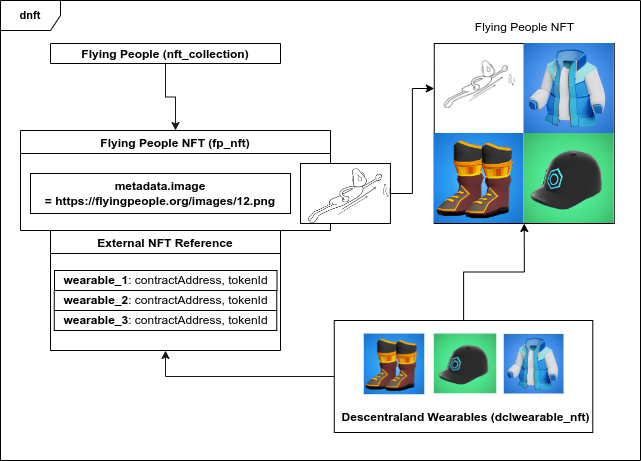 dnft
Flying People NFT
Flying People (nft_collection)
Flying People NFT (fp_nft)
metadata.image
= https://flyingpeople.org/images/12.png
External NFT Reference
wearable_1: contractAddress, tokenId
wearable_2: contractAddress, tokenId
wearable_3: contractAddress, tokenId
Descentraland Wearables (dclwearable_nft)